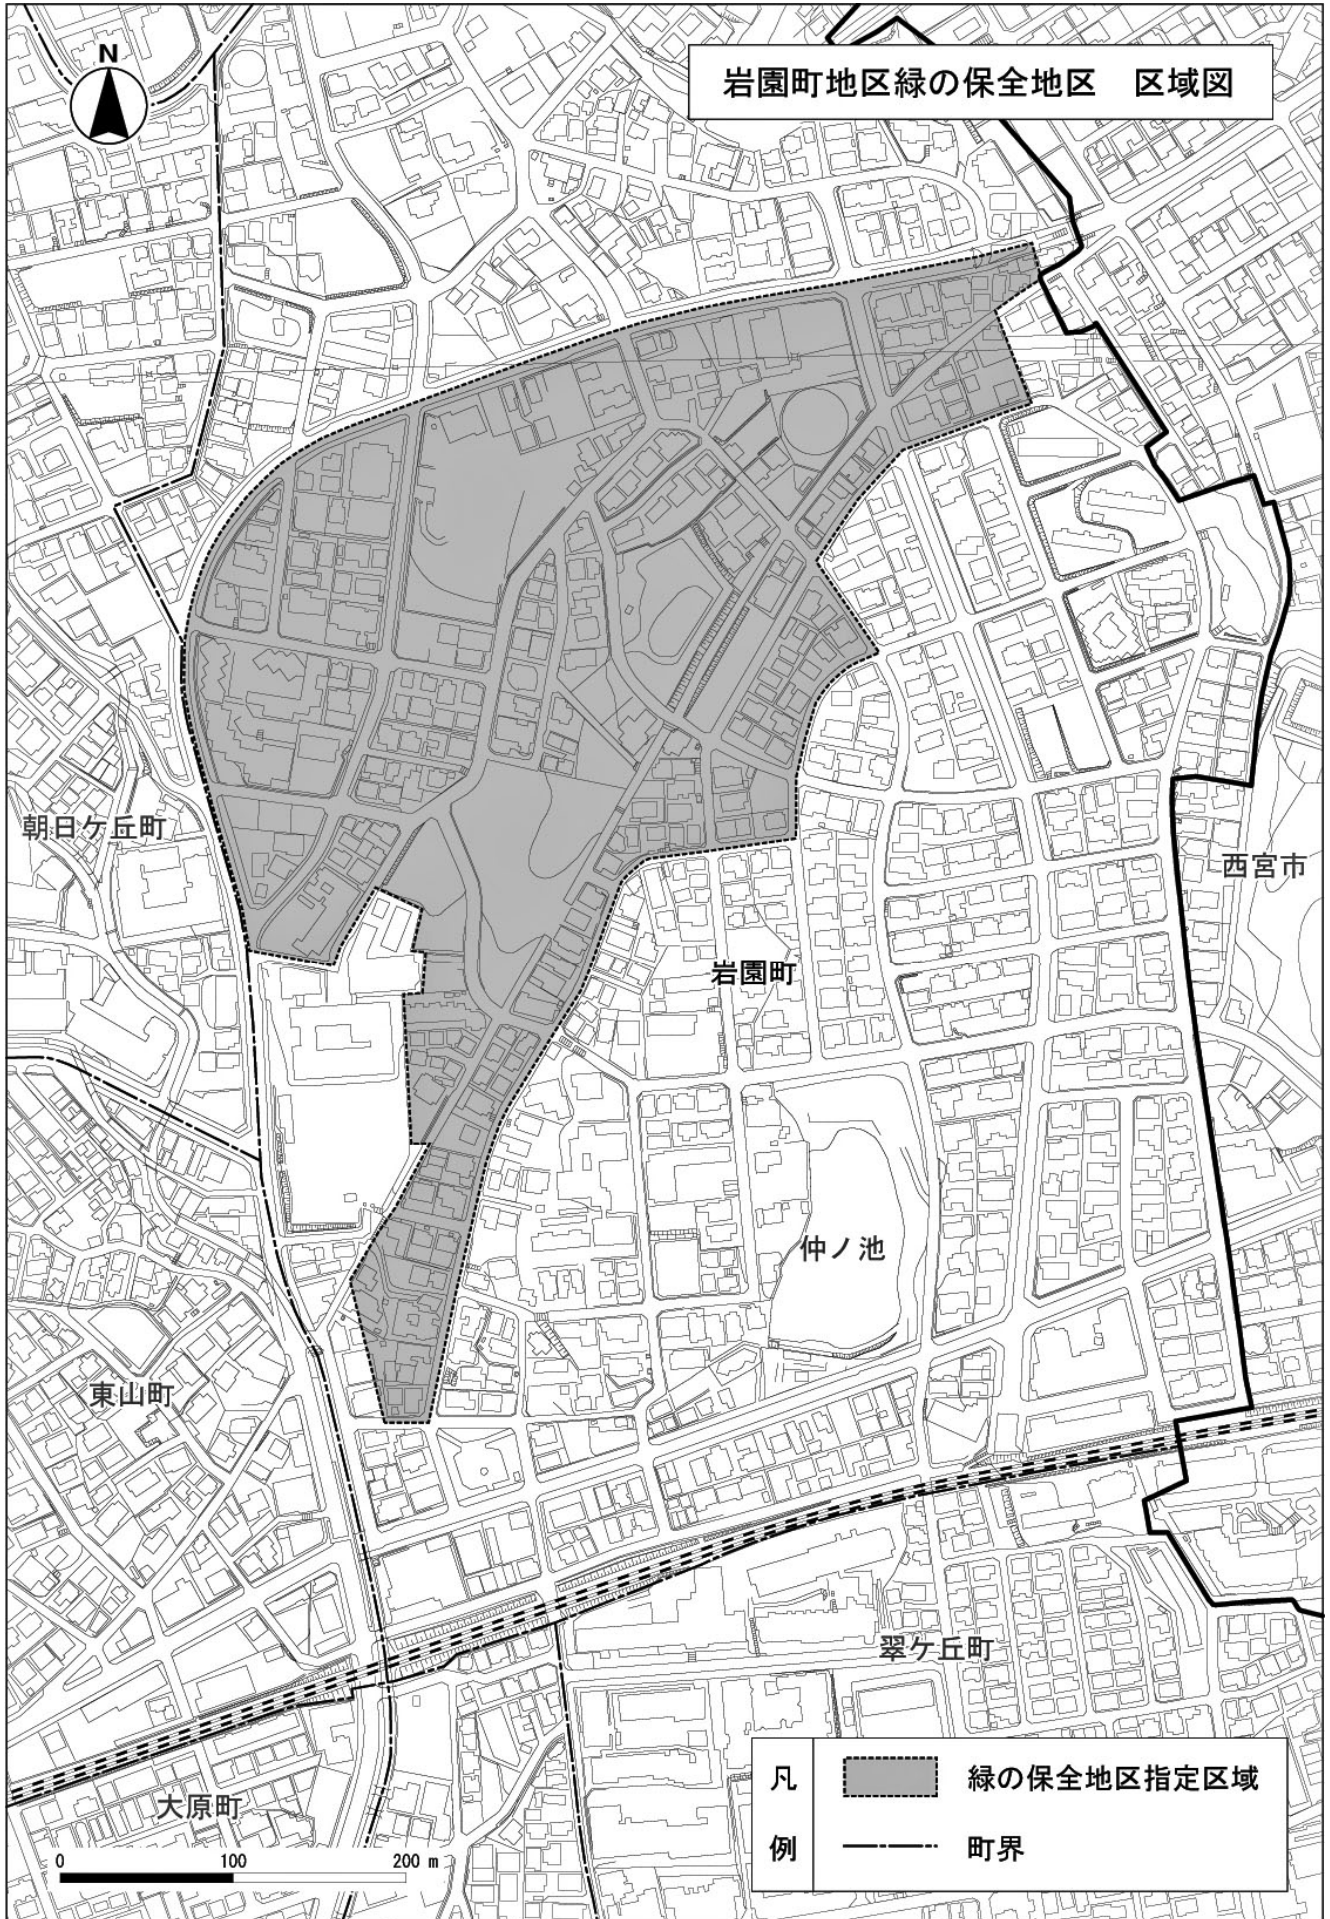 N
岩園町地区緑の保全地区　区域図
朝日ケ丘町
西宮市
岩園町
仲ノ池
東山町
翠ケ丘町
大原町
凡例
緑の保全地区指定区域
町界
0 100 200 m